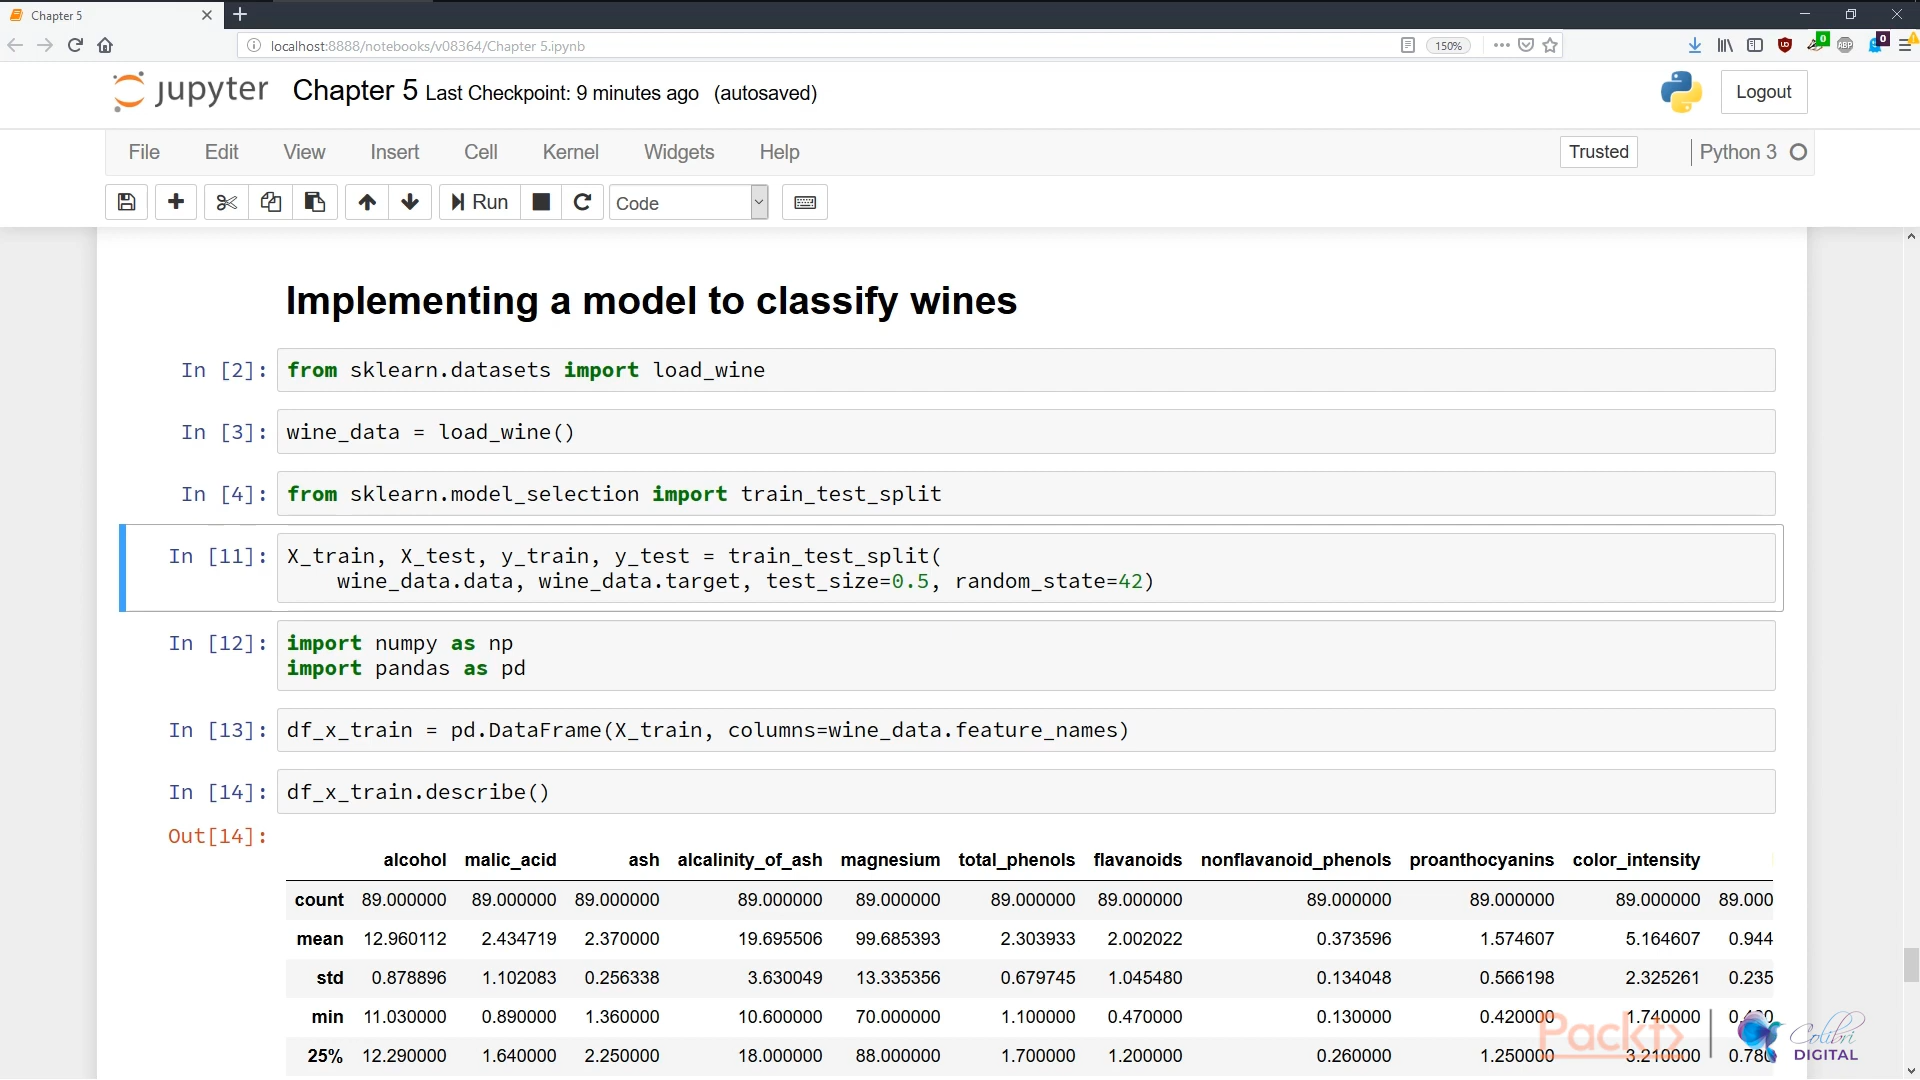 Chapter 5
localhost:8888/notebooks/v08364/Chapter 5.ipynb
150%
0
ABP
0
jupyter
Chapter 5 Last Checkpoint: 9 minutes ago (autosaved)
Logout
File Edit View Insert Cell Kernel Widgets Help
Trusted
Python 3
Run
Code
Implementing a model to classify wines
In [2]: from sklearn.datasets import load_wine
In [3]: wine_data = load_wine()
In [4]: from sklearn.model_selection import train_test_split
In [11]: X_train, X_test, y_train, y_test = train_test_split(
wine_data.data, wine_data.target, test_size=0.5, random_state=42)
In [12]: import numpy as np
import pandas as pd
In [13]: df_x_train = pd.DataFrame(X_train, columns=wine_data.feature_names)
In [14]: df_x_train.describe()
Out[14]:
alcohol malic_acid ash alcalinity_of_ash magnesium total_phenols flavanoids nonflavanoid_phenols proanthocyanins color_intensity
count 89.000000 89.000000 89.000000 89.000000 89.000000 89.000000 89.000000 89.000000 89.000000 89.000000 89.000
mean 12.960112 2.434719 2.370000 19.695506 99.685393 2.303933 2.002022 0.373596 1.574607 5.164607 0.944
std 0.878896 1.102083 0.256338 3.630049 13.335356 0.679745 1.045480 0.134048 0.566198 2.325261 0.235
min 11.030000 0.890000 1.360000 10.600000 70.000000 1.100000 0.470000 0.130000 0.420000 1.740000
25% 12.290000 1.640000 2.250000 18.000000 88.000000 1.700000 1.200000 0.260000 1.250000 3.210000 0.780
Packt
Colibri
DIGITAL